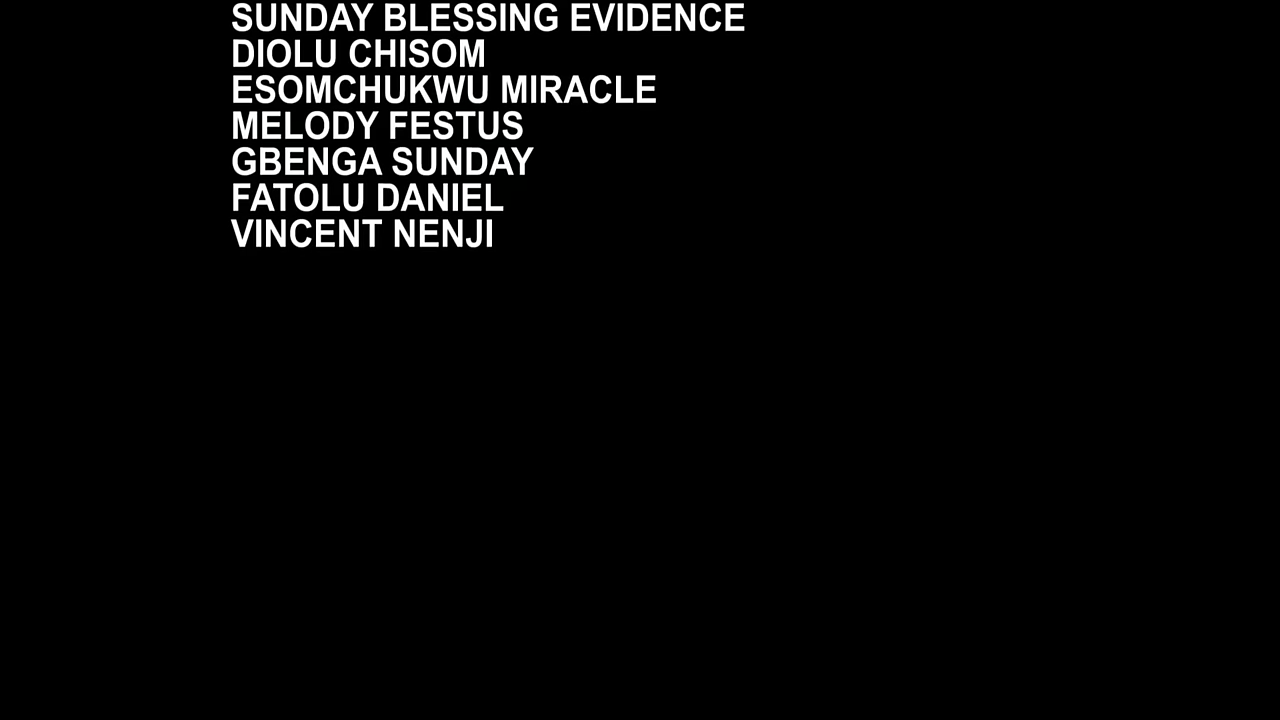 SUNDAY BLESSING EVIDENCE
DIOLU CHISOM
ESOMCHUKWU MIRACLE
MELODY FESTUS
GBENGA SUNDAY
FATOLU DANIEL
VINCENT NENJI